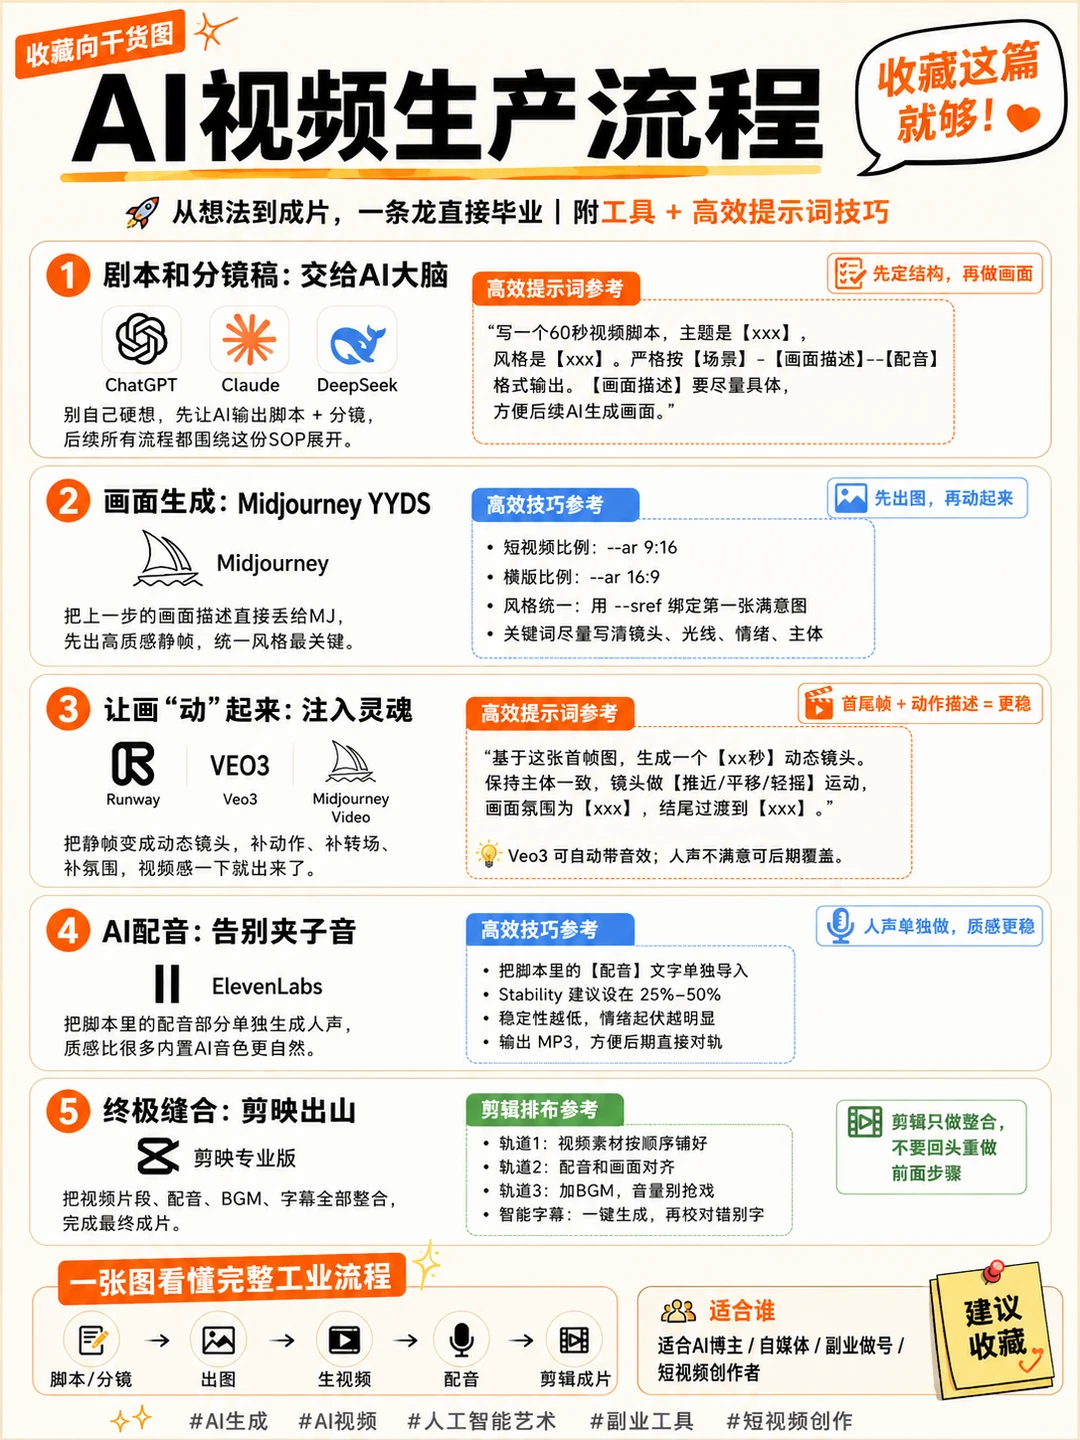 收藏向干货图
AI视频生产流程
收藏这篇
就够！
从想法到成片，一条龙直接毕业 | 附工具 + 高效提示词技巧
1 剧本和分镜稿：交给AI大脑
ChatGPT Claude DeepSeek
别自己硬想，先让AI输出脚本 + 分镜，
后续所有流程都围绕这份SOP展开。
高效提示词参考
先定结构，再做画面
“写一个60秒视频脚本，主题是【xxx】，
风格是【xxx】。严格按【场景】-【画面描述】--【配音】
格式输出。【画面描述】要尽量具体，
方便后续AI生成画面。”
2 画面生成：Midjourney YYDS
Midjourney
把上一步的画面描述直接丢给MJ，
先出高质感静帧，统一风格最关键。
高效技巧参考
先出图，再动起来
• 短视频比例：--ar 9:16
• 横版比例：--ar 16:9
• 风格统一：用 --sref 绑定第一张满意图
• 关键词尽量写清镜头、光线、情绪、主体
3 让画“动”起来：注入灵魂
VEO3
Runway Veo3 Midjourney
Video
把静帧变成动态镜头，补动作、补转场、
补氛围，视频感一下就出来了。
高效提示词参考
首尾帧 + 动作描述 = 更稳
“基于这张首帧图，生成一个【xx秒】动态镜头。
保持主体一致，镜头做【推近/平移/轻摇】运动，
画面氛围为【xxx】，结尾过渡到【xxx】。”
Veo3 可自动带音效；人声不满意可后期覆盖。
4 AI配音：告别夹子音
ElevenLabs
把脚本里的配音部分单独生成人声，
质感比很多内置AI音色更自然。
高效技巧参考
人声单独做，质感更稳
• 把脚本里的【配音】文字单独导入
• Stability 建议设在 25%–50%
• 稳定性越低，情绪起伏越明显
• 输出 MP3，方便后期直接对轨
5 终极缝合：剪映出山
剪映专业版
把视频片段、配音、BGM、字幕全部整合，
完成最终成片。
剪辑排布参考
• 轨道1：视频素材按顺序铺好
• 轨道2：配音和画面对齐
• 轨道3：加BGM，音量别抢戏
• 智能字幕：一键生成，再校对错别字
剪辑只做整合，
不要回头重做
前面步骤
一张图看懂完整工业流程
脚本/分镜 → 出图 → 生视频 → 配音 → 剪辑成片
适合谁
适合AI博主 / 自媒体 / 副业做号 /
短视频创作者
建议
收藏
#AI生成 #AI视频 #人工智能艺术 #副业工具 #短视频创作